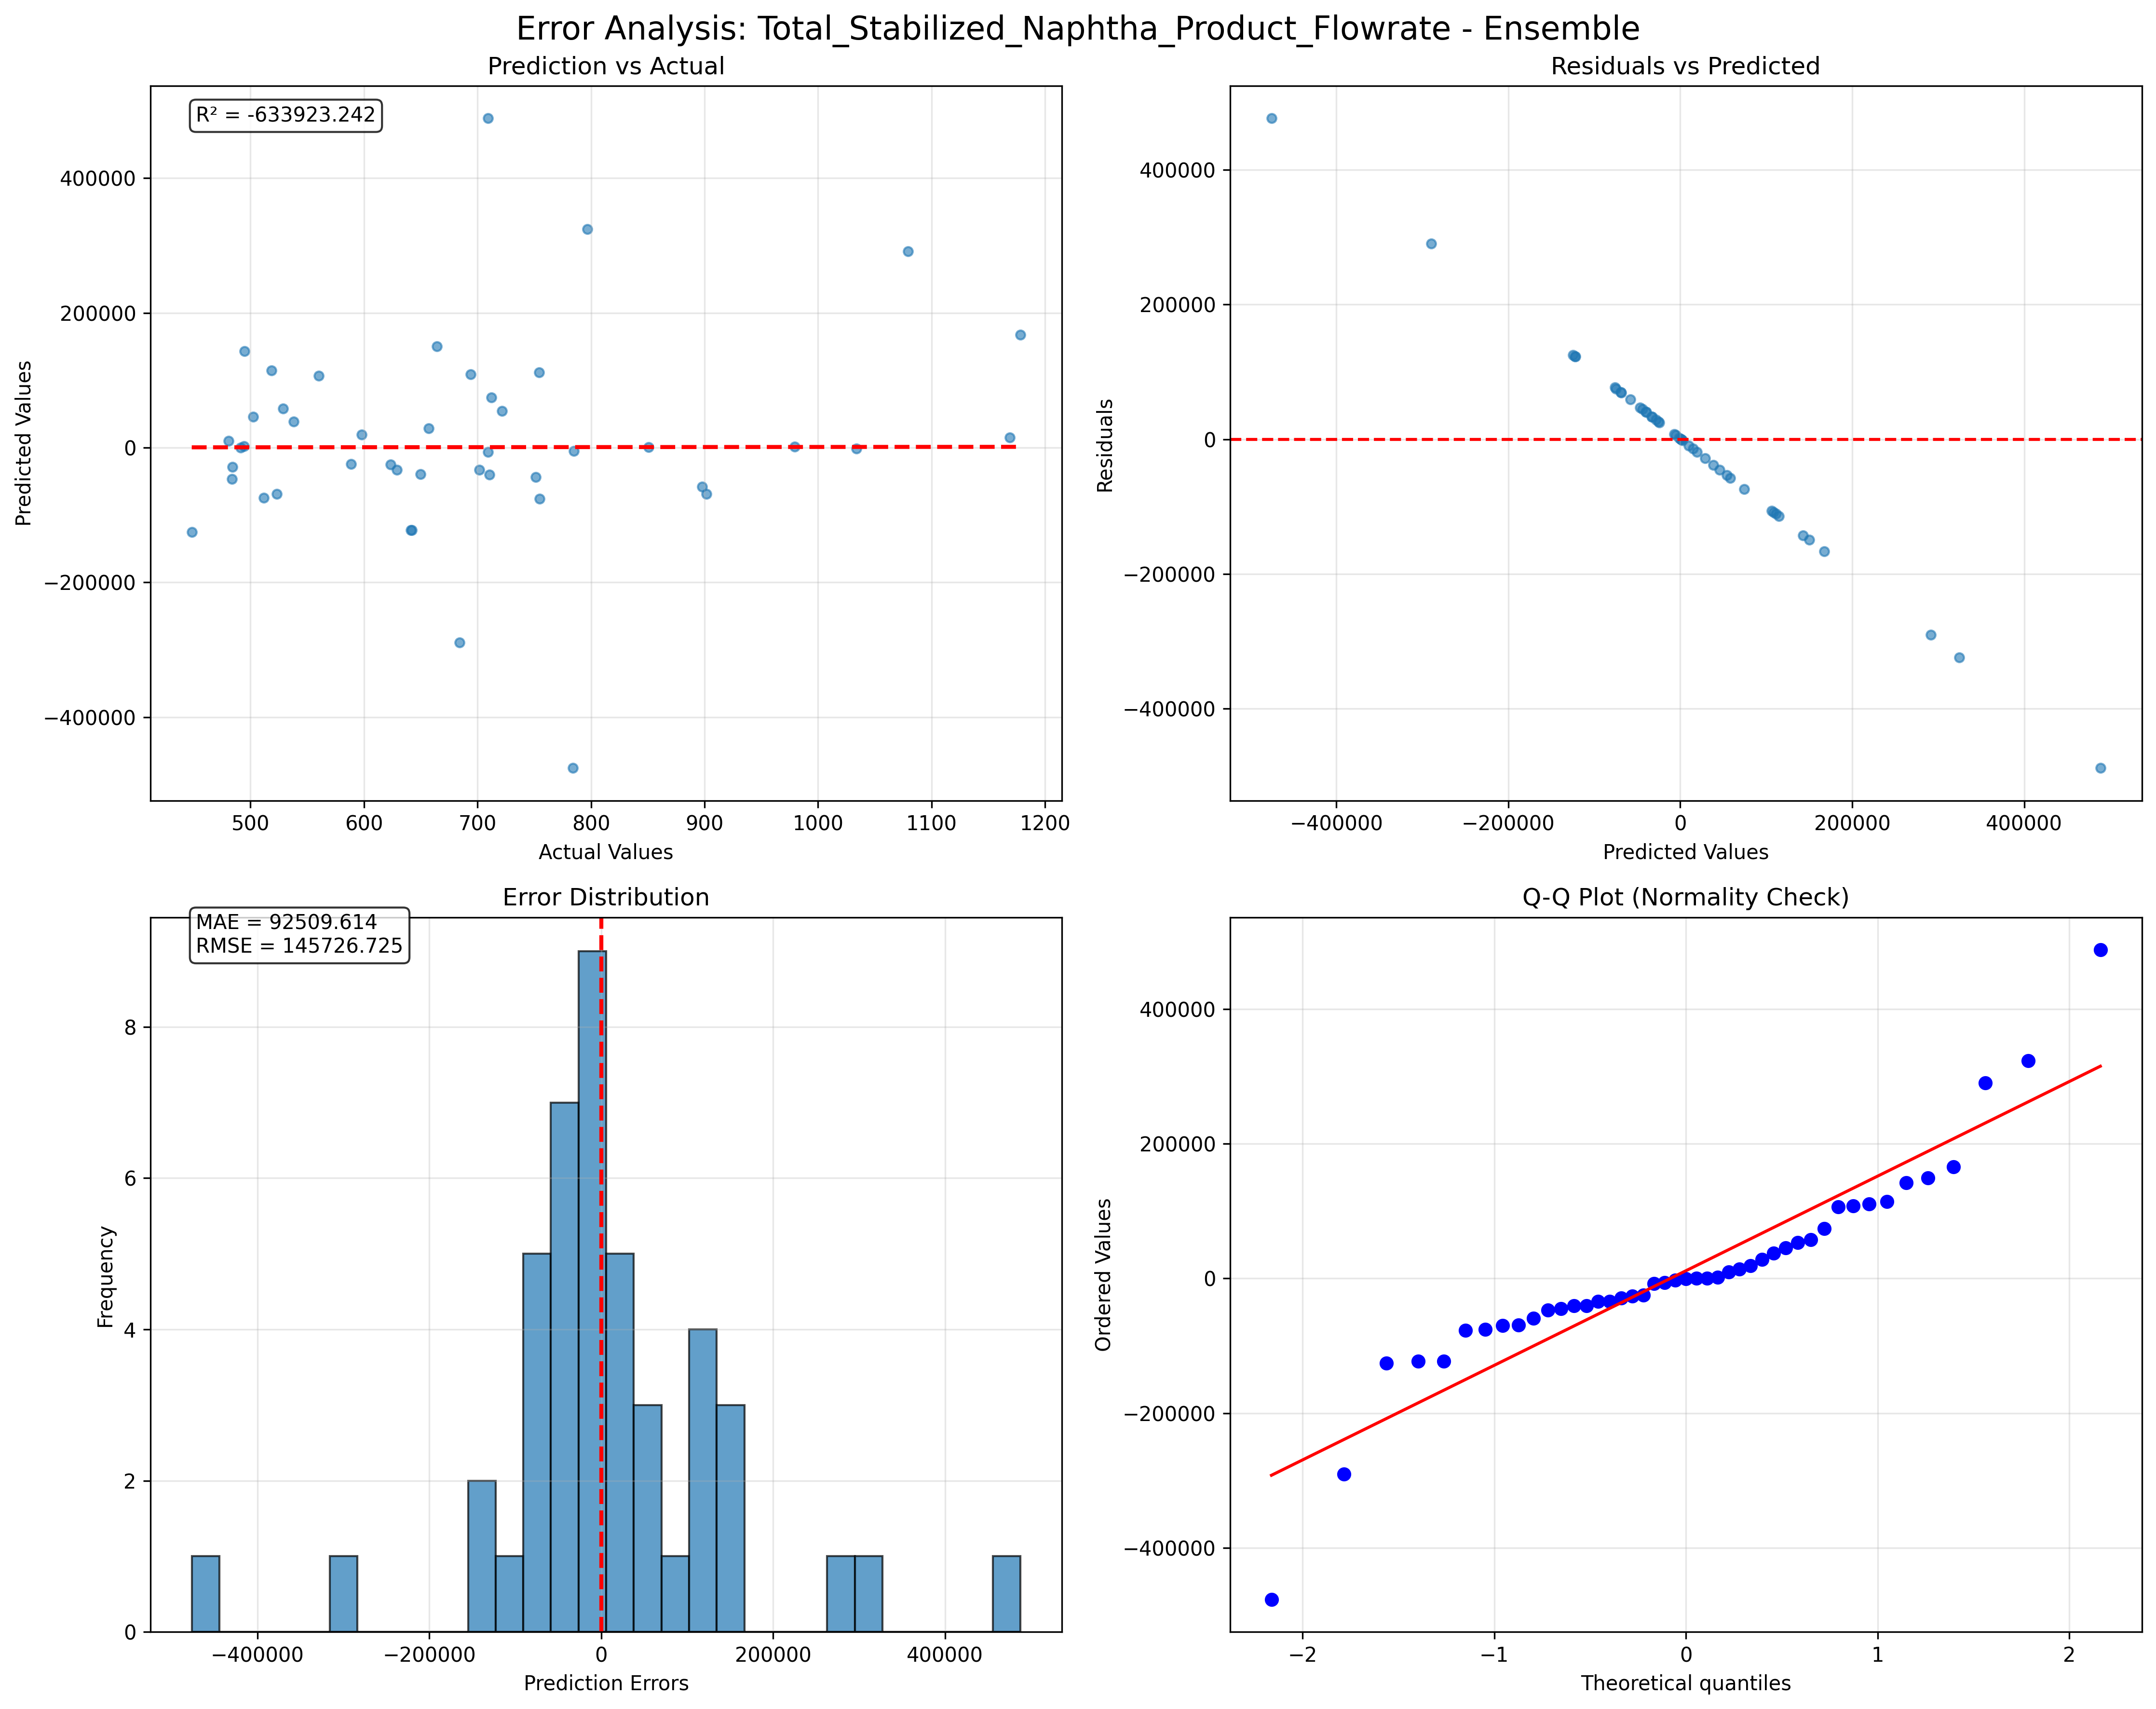 Error Analysis: Total_Stabilized_Naphtha_Product_Flowrate - Ensemble
Prediction vs Actual
R² = -633923.242
400000
200000
0
−200000
−400000
Predicted Values
500 600 700 800 900 1000 1100 1200
Actual Values
Residuals vs Predicted
400000
200000
0
−200000
−400000
Residuals
−400000 −200000 0 200000 400000
Predicted Values
Error Distribution
MAE = 92509.614
RMSE = 145726.725
8
6
4
2
0
Frequency
−400000 −200000 0 200000 400000
Prediction Errors
Q-Q Plot (Normality Check)
400000
200000
0
−200000
−400000
Ordered Values
−2 −1 0 1 2
Theoretical quantiles